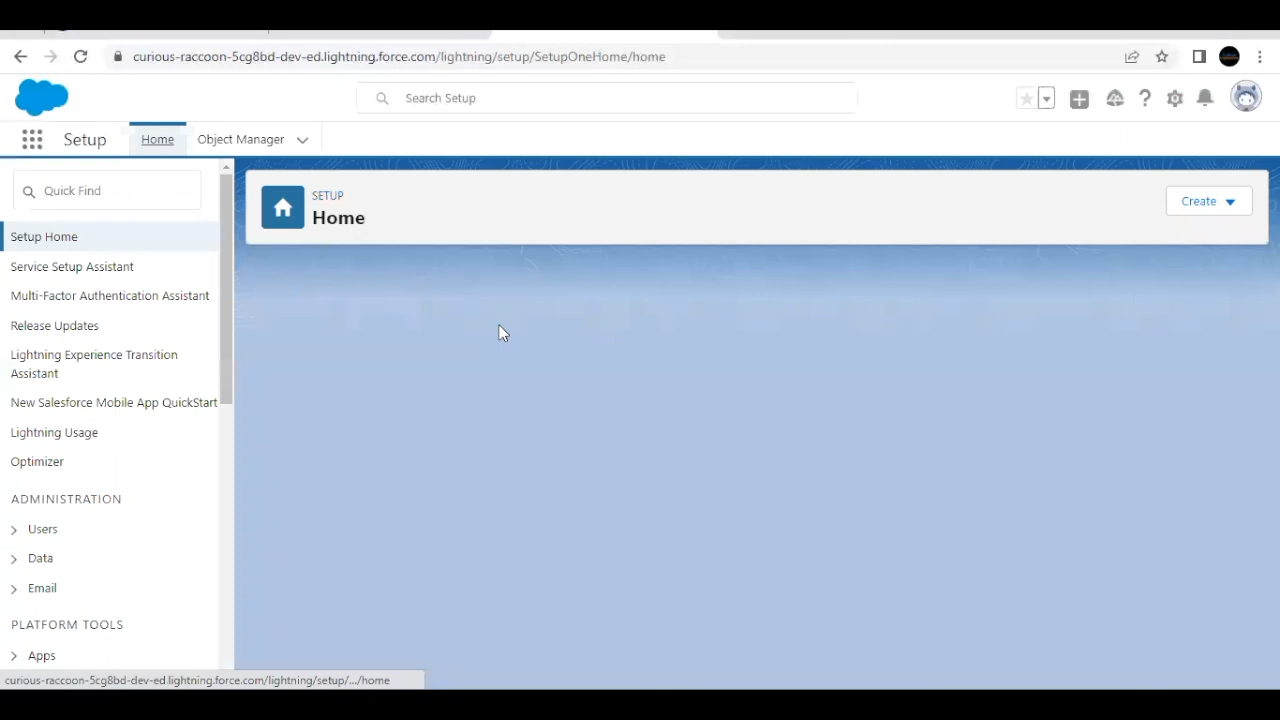 curious-raccoon-5cg8bd-dev-ed.lightning.force.com/lightning/setup/SetupOneHome/home
Search Setup
Setup
Home
Object Manager
Quick Find
SETUP
Home
Create
Setup Home
Service Setup Assistant
Multi-Factor Authentication Assistant
Release Updates
Lightning Experience Transition
Assistant
New Salesforce Mobile App QuickStart
Lightning Usage
Optimizer
ADMINISTRATION
Users
Data
Email
PLATFORM TOOLS
Apps
curious-raccoon-5cg8bd-dev-ed.lightning.force.com/lightning/setup/.../home